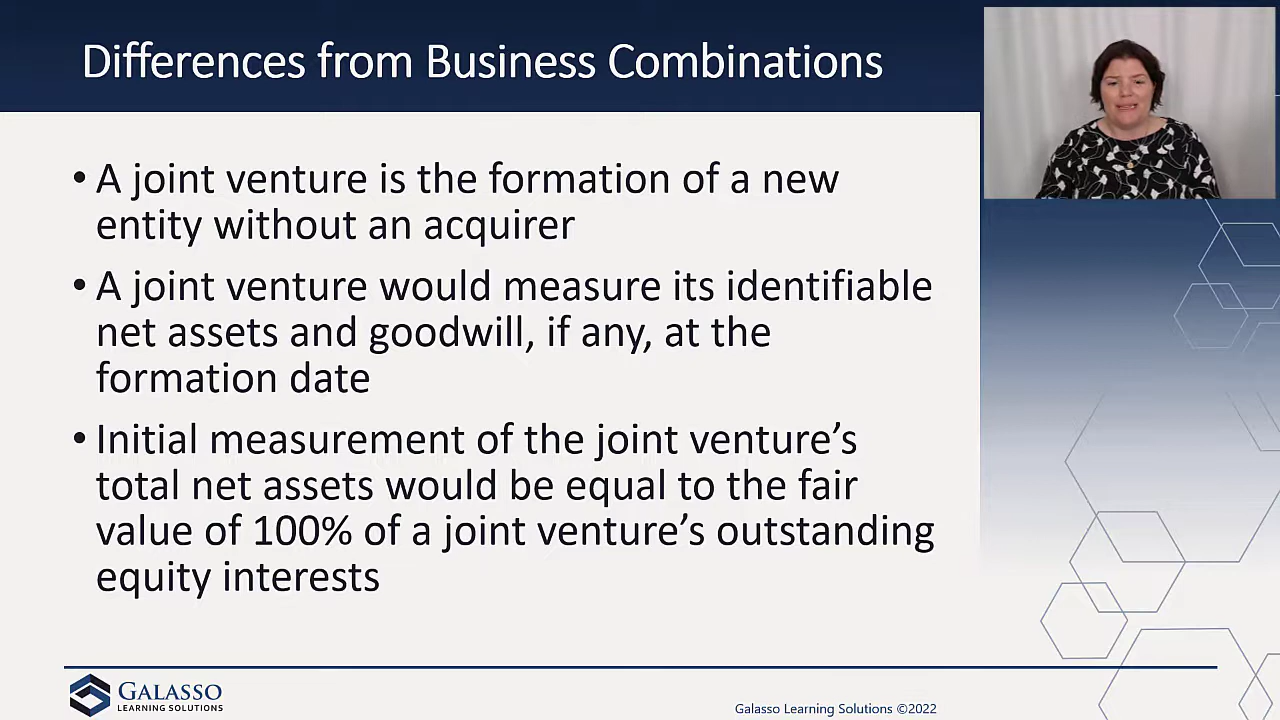 Differences from Business Combinations
• A joint venture is the formation of a new
entity without an acquirer
• A joint venture would measure its identifiable
net assets and goodwill, if any, at the
formation date
• Initial measurement of the joint venture’s
total net assets would be equal to the fair
value of 100% of a joint venture’s outstanding
equity interests
GALASSO
LEARNING SOLUTIONS
Galasso Learning Solutions ©2022